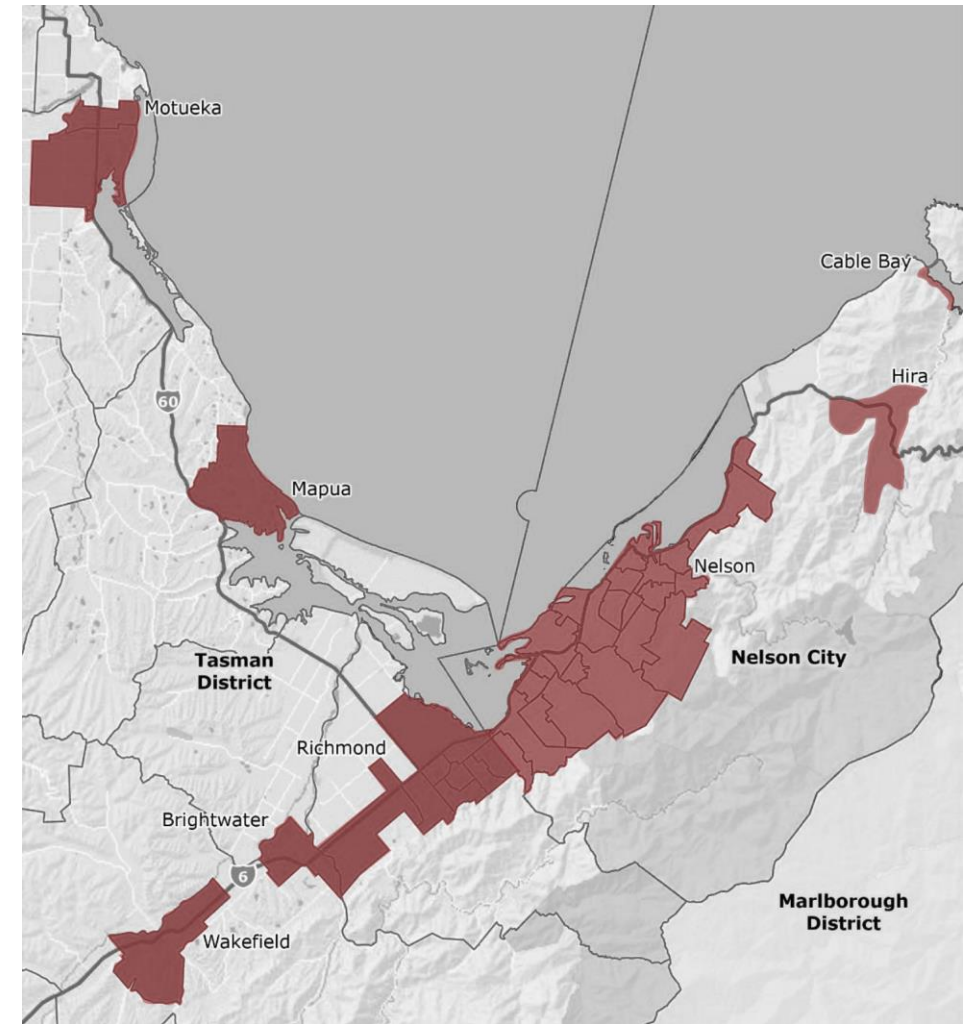 Motueka
Cable Bay
Hira
60
Mapua
Nelson
Tasman
District
Nelson City
Richmond
Brightwater
6
Wakefield
Marlborough
District